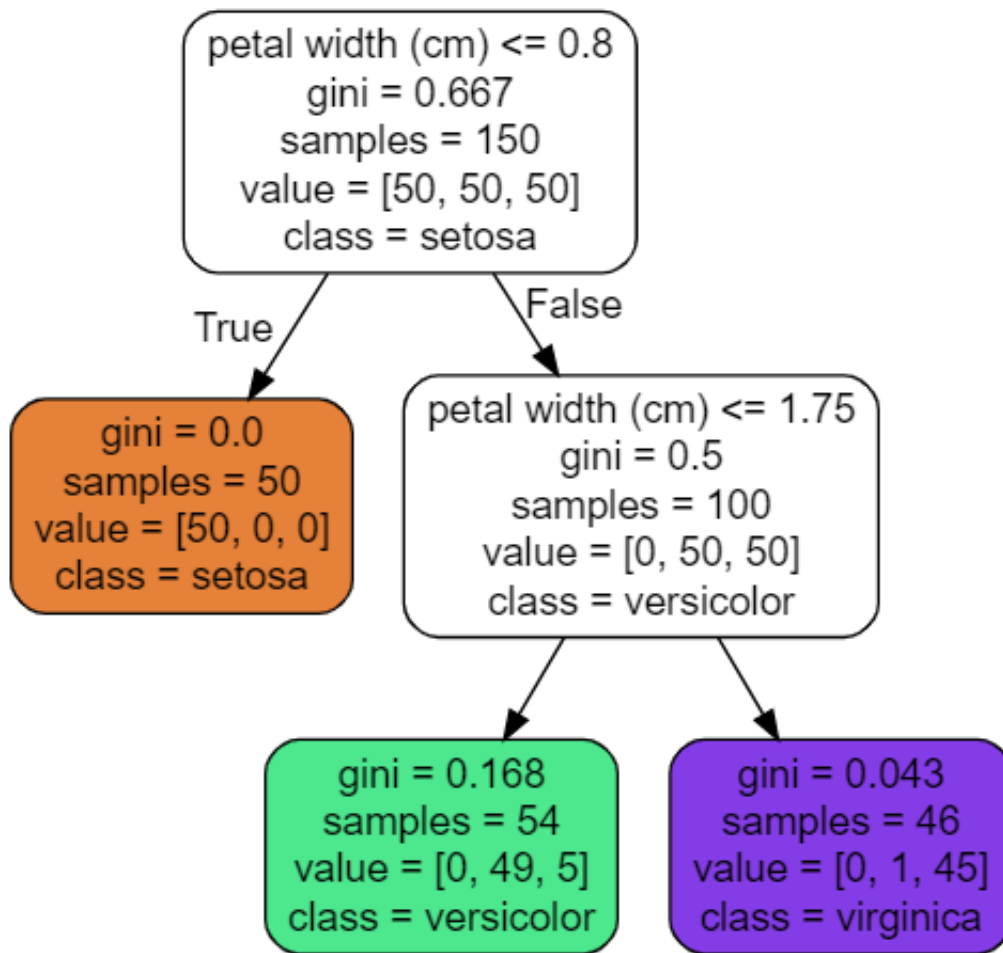 petal width (cm) <= 0.8
gini = 0.667
samples = 150
value = [50, 50, 50]
class = setosa
True
False
gini = 0.0
samples = 50
value = [50, 0, 0]
class = setosa
petal width (cm) <= 1.75
gini = 0.5
samples = 100
value = [0, 50, 50]
class = versicolor
gini = 0.168
samples = 54
value = [0, 49, 5]
class = versicolor
gini = 0.043
samples = 46
value = [0, 1, 45]
class = virginica